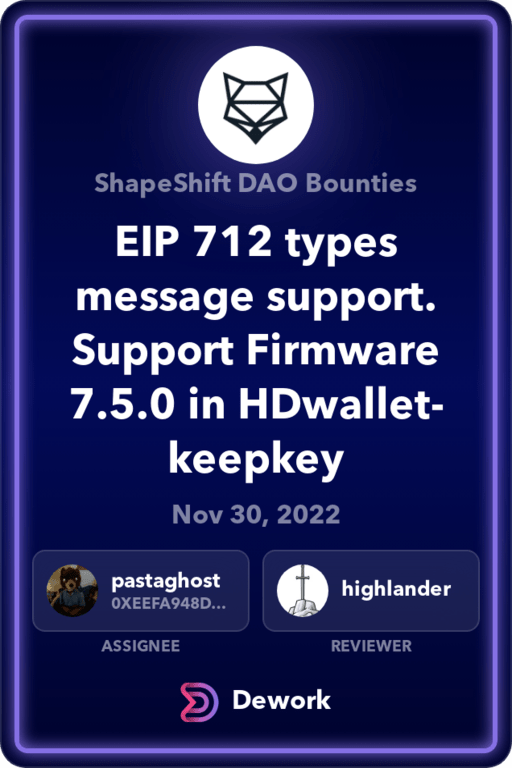 ShapeShift DAO Bounties
EIP 712 types
message support.
Support Firmware
7.5.0 in HDwallet-
keepkey
Nov 30, 2022
pastaghost
0XEEFA948D...
highlander
ASSIGNEE
REVIEWER
Dework